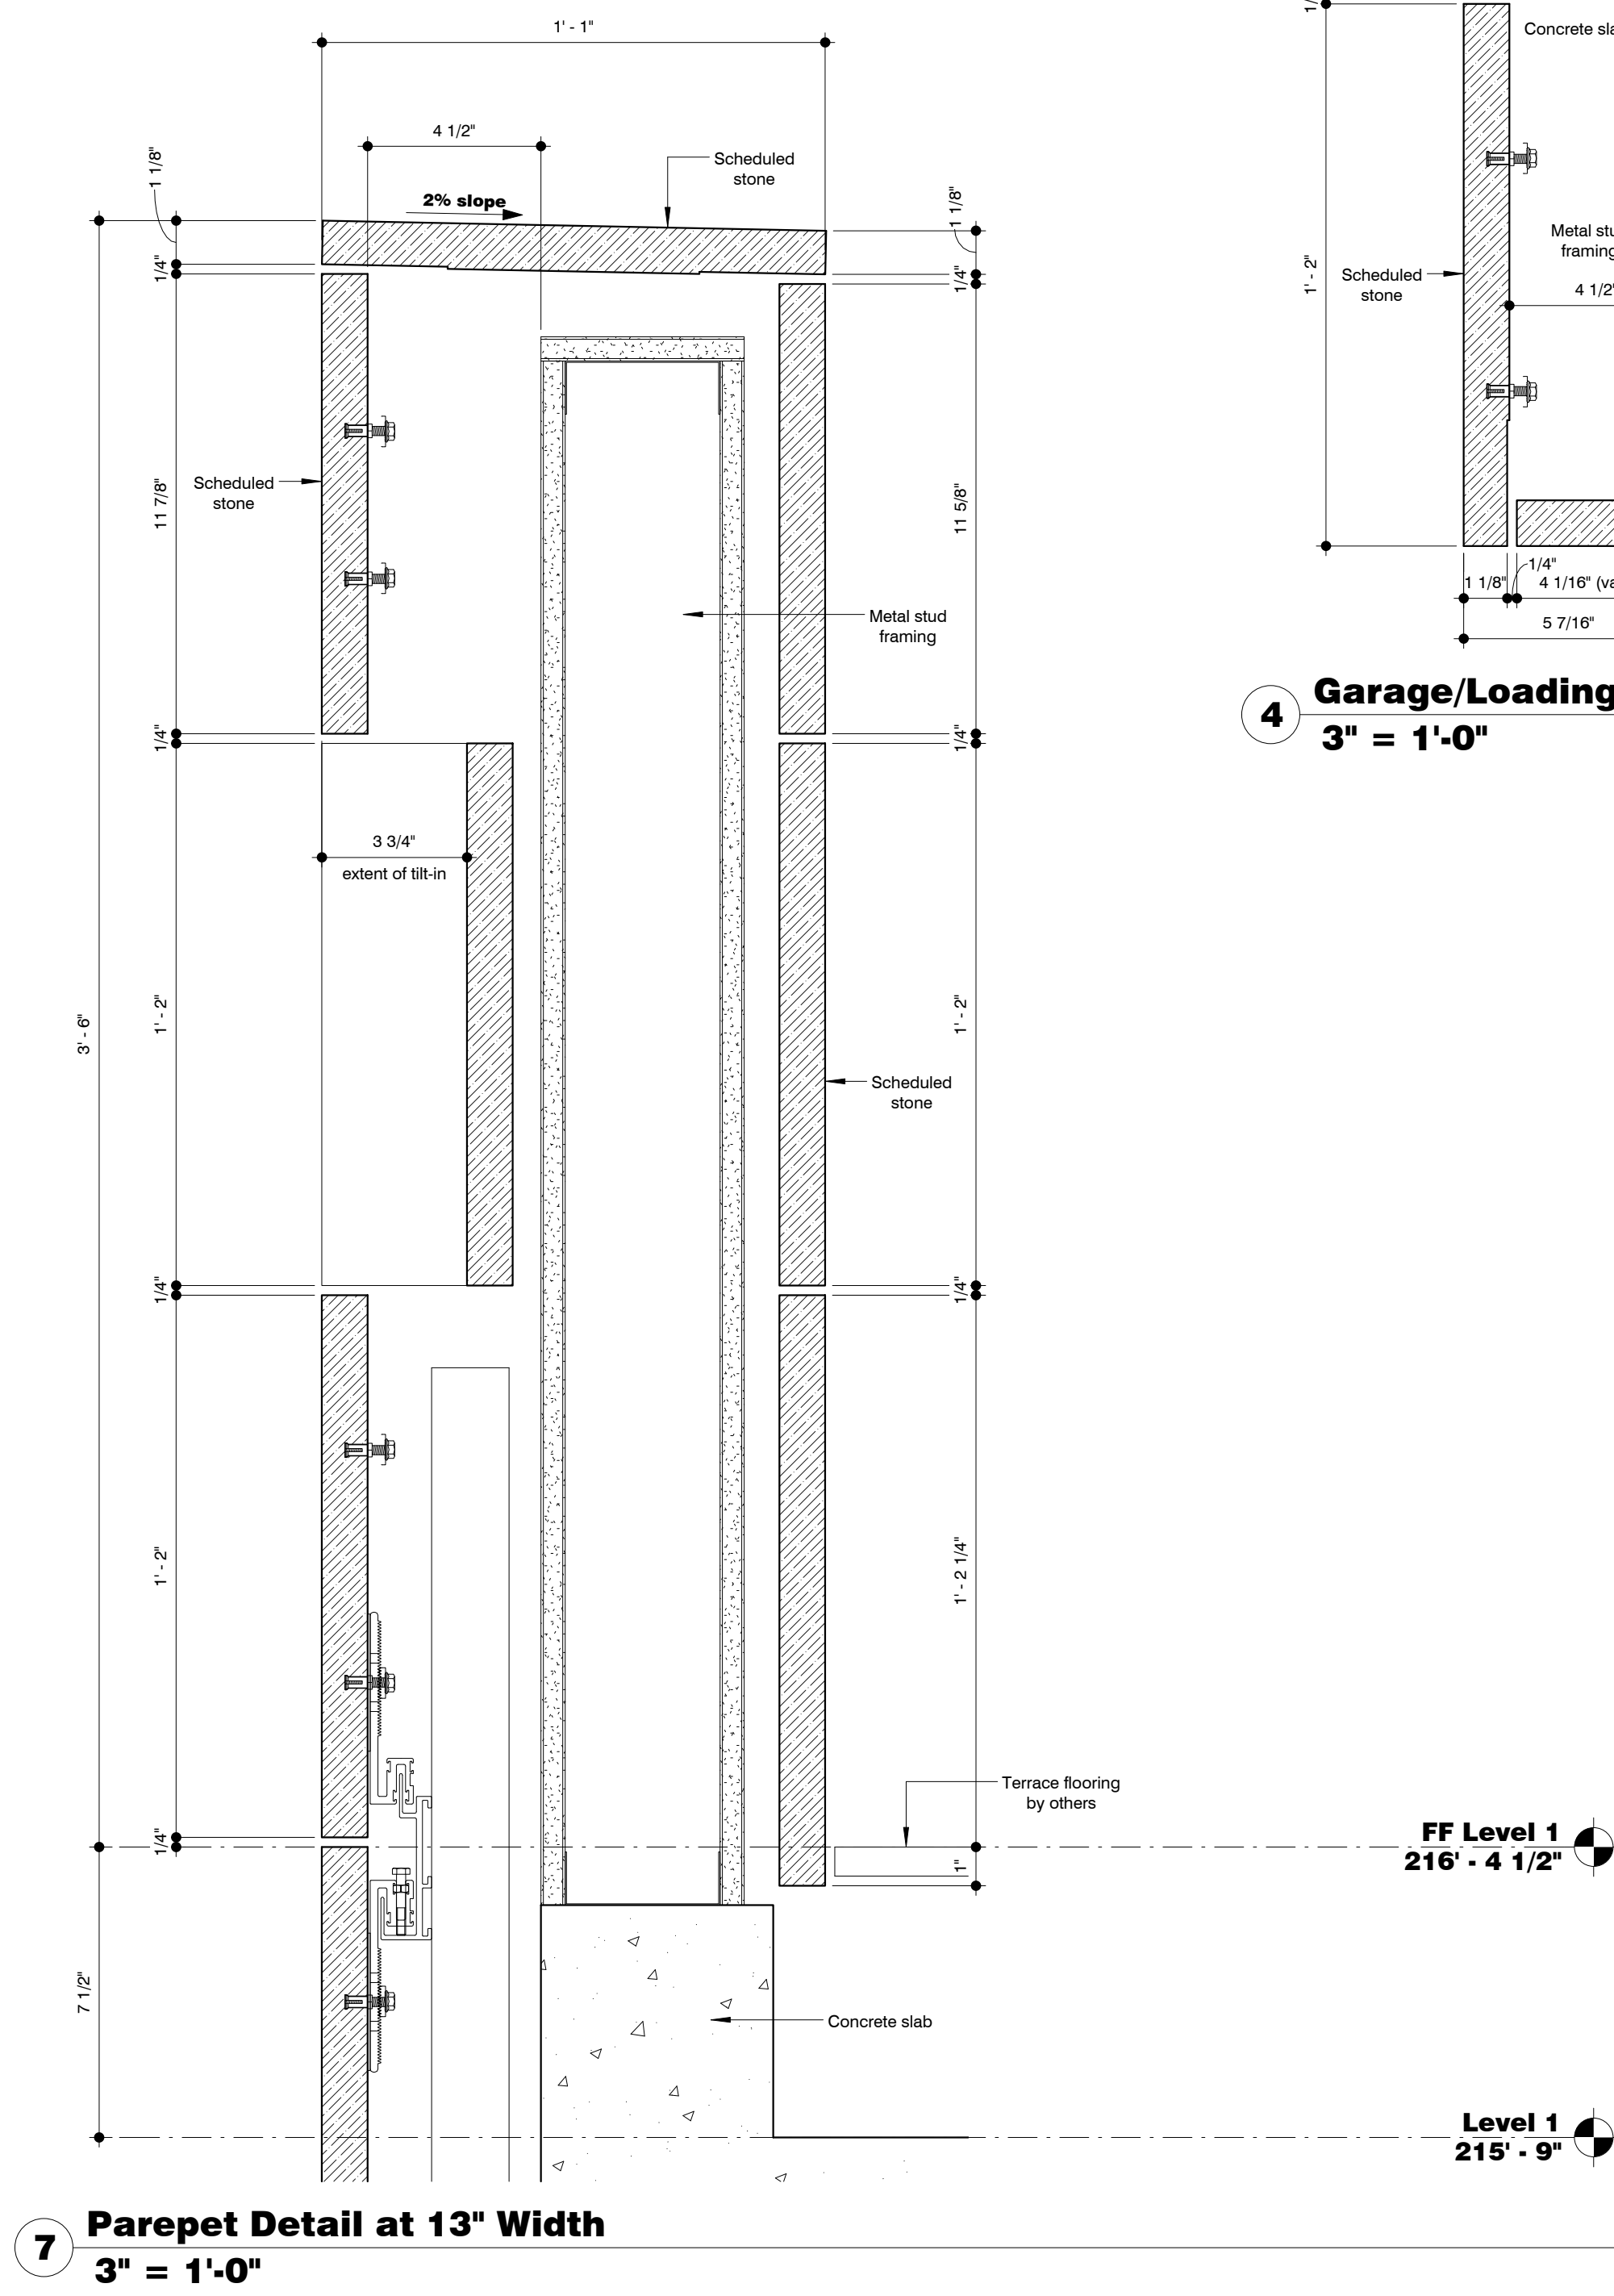 1' - 1"
4 1/2"
1 1/8"
2% slope
Scheduled
stone
1 1/8"
1/4"
1/4"
11 7/8"
Scheduled
stone
11 5/8"
Metal stud
framing
1/4"
1/4"
3 3/4"
extent of tilt-in
3' - 6"
1' - 2"
1' - 2"
Scheduled
stone
1/4"
1/4"
1' - 2"
1' - 2 1/4"
Terrace flooring
by others
1/4"
1"
FF Level 1
216' - 4 1/2"
7 1/2"
Concrete slab
Level 1
215' - 9"
7
Parepet Detail at 13" Width
3" = 1'-0"
1/
Concrete sla
Metal stu
framing
1' - 2"
Scheduled
stone
4 1/2"
1/4"
1 1/8"
4 1/16" (va
5 7/16"
4
Garage/Loading
3" = 1'-0"